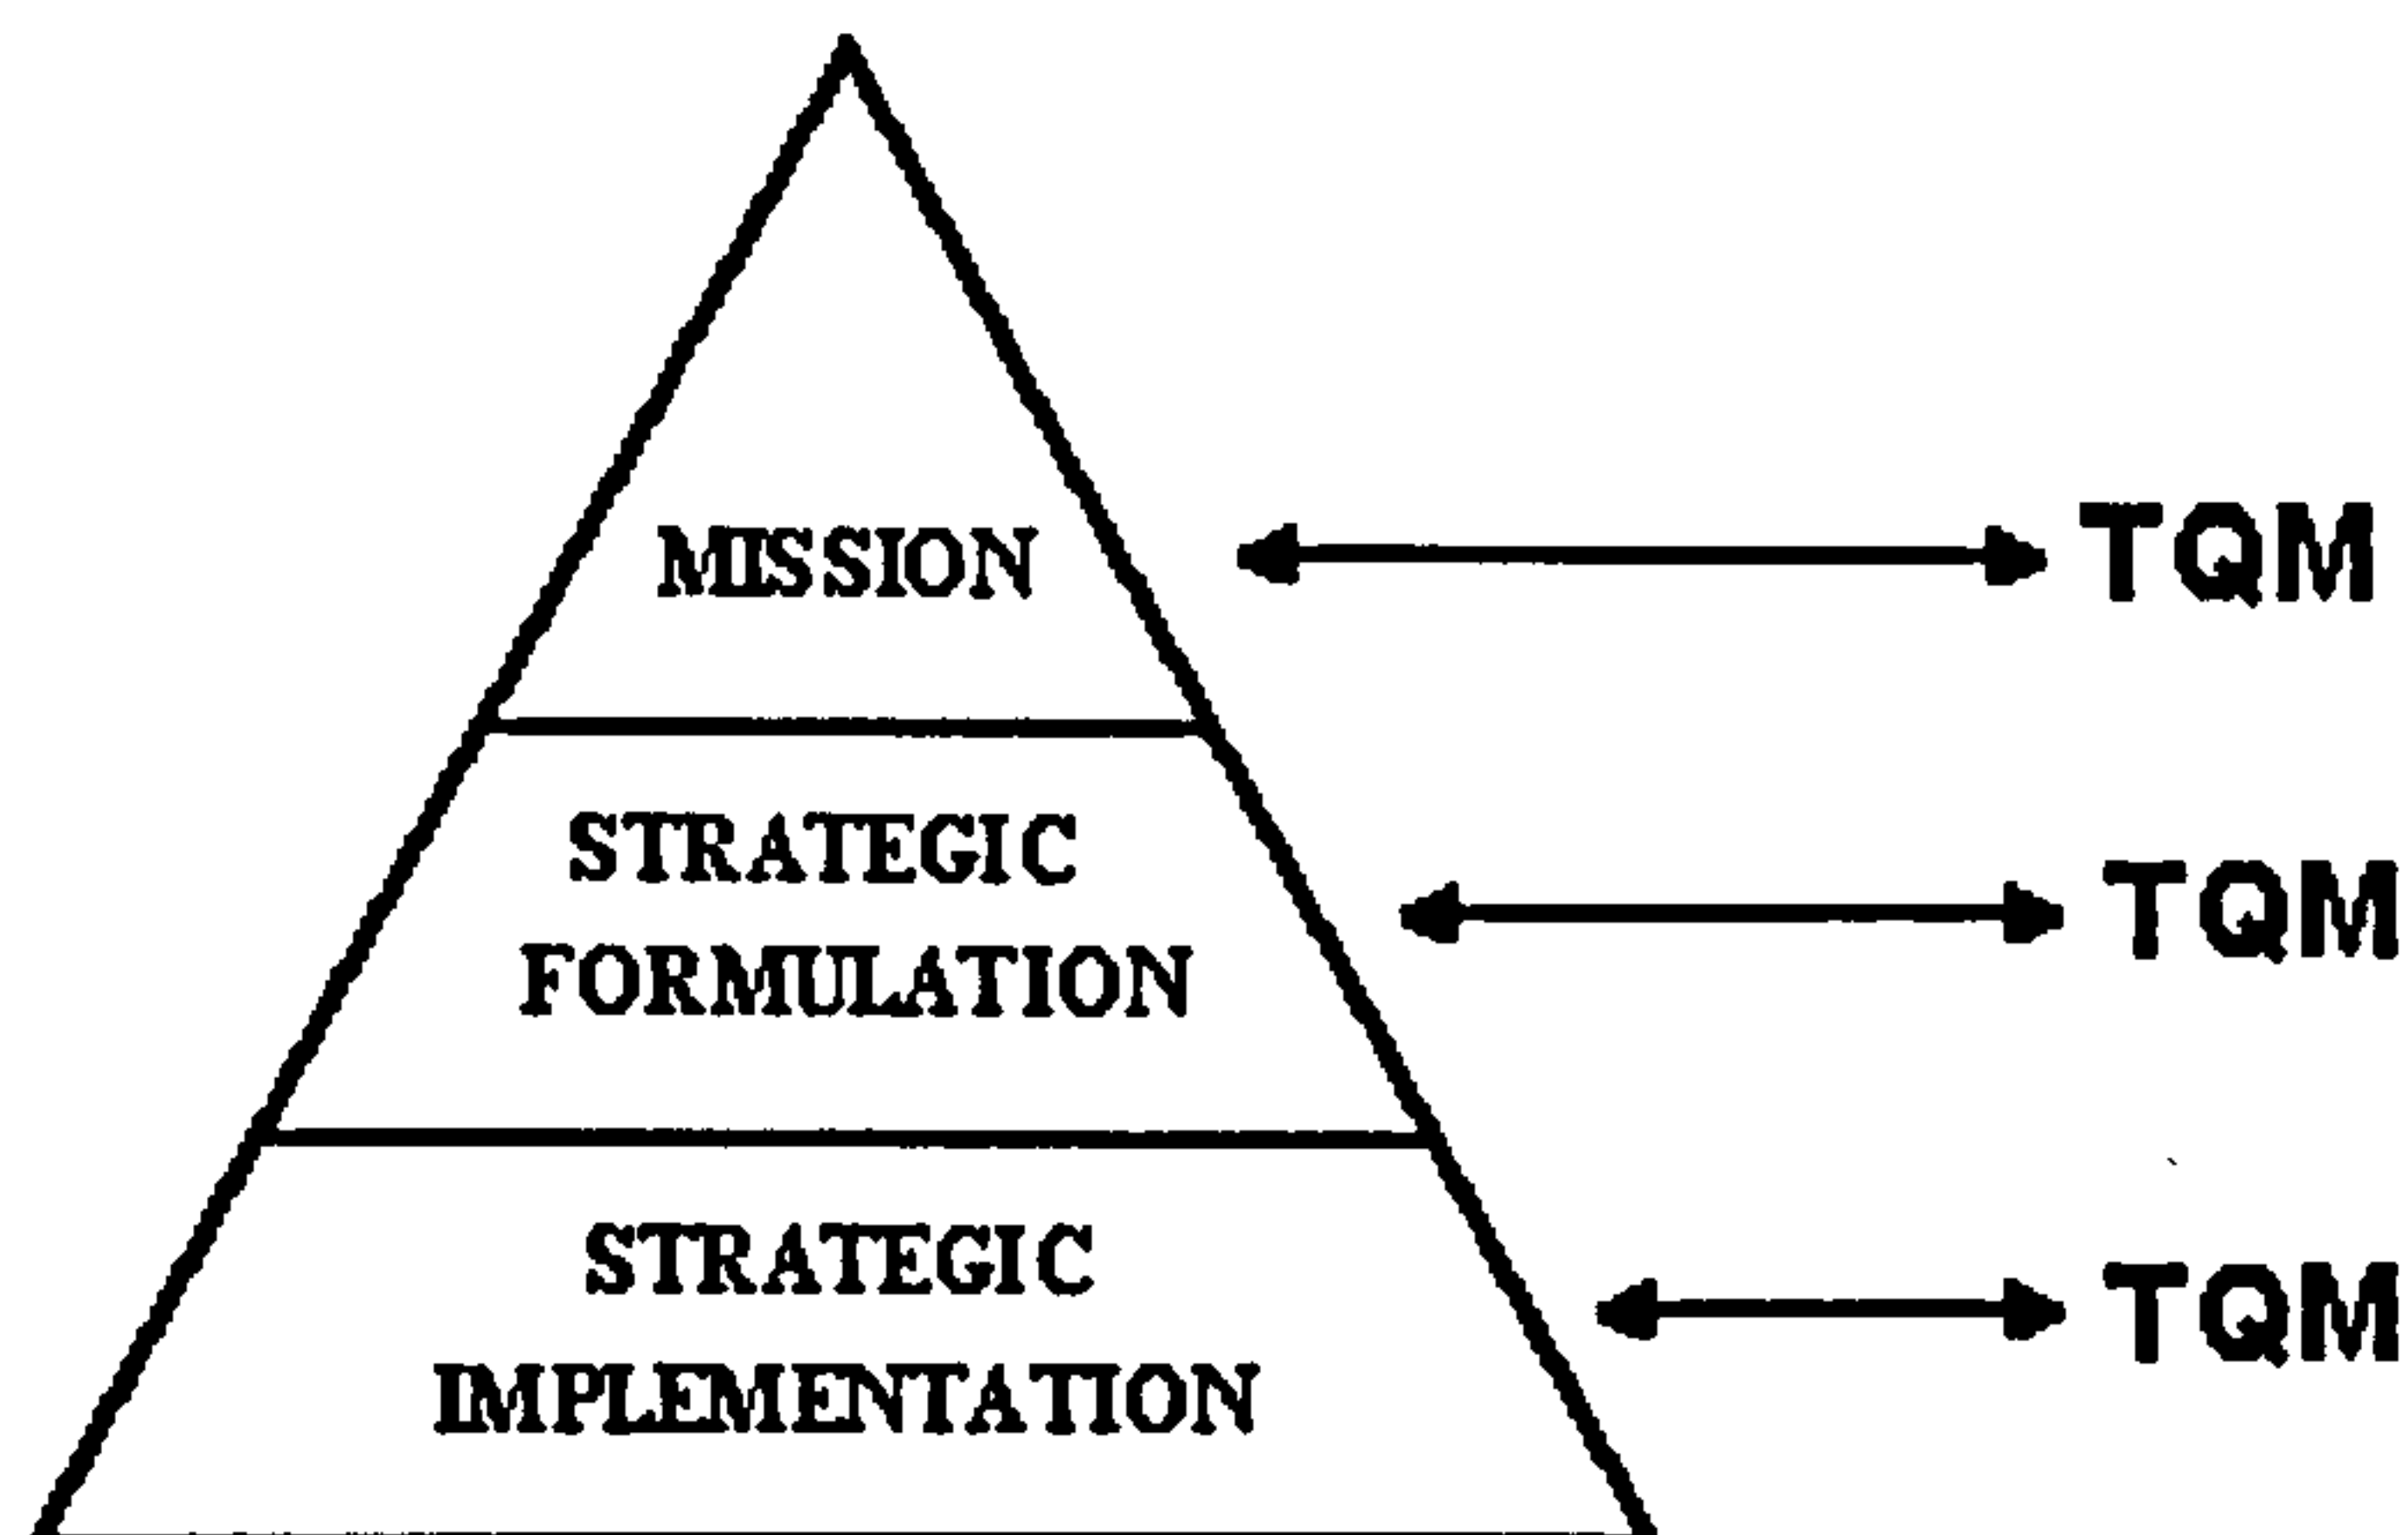 MISSION
TQM
STRATEGIC
FORMULATION
TQM
STRATEGIC
IMPLEMENTATION
TQM